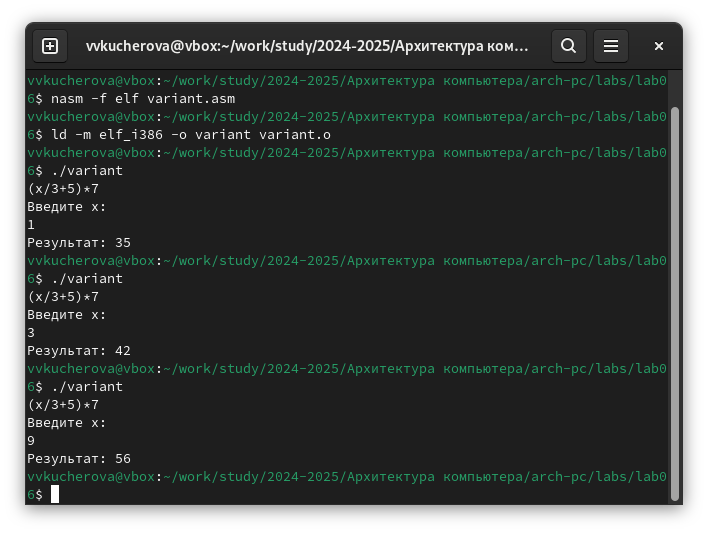 vvkucherova@vbox:~/work/study/2024-2025/Архитектура ком...
vvkucherova@vbox:~/work/study/2024-2025/Архитектура компьютера/arch-pc/labs/lab0
6$ nasm -f elf variant.asm
vvkucherova@vbox:~/work/study/2024-2025/Архитектура компьютера/arch-pc/labs/lab0
6$ ld -m elf_i386 -o variant variant.o
vvkucherova@vbox:~/work/study/2024-2025/Архитектура компьютера/arch-pc/labs/lab0
6$ ./variant
(x/3+5)*7
Введите x:
1
Результат: 35
vvkucherova@vbox:~/work/study/2024-2025/Архитектура компьютера/arch-pc/labs/lab0
6$ ./variant
(x/3+5)*7
Введите x:
3
Результат: 42
vvkucherova@vbox:~/work/study/2024-2025/Архитектура компьютера/arch-pc/labs/lab0
6$ ./variant
(x/3+5)*7
Введите x:
9
Результат: 56
vvkucherova@vbox:~/work/study/2024-2025/Архитектура компьютера/arch-pc/labs/lab0
6$